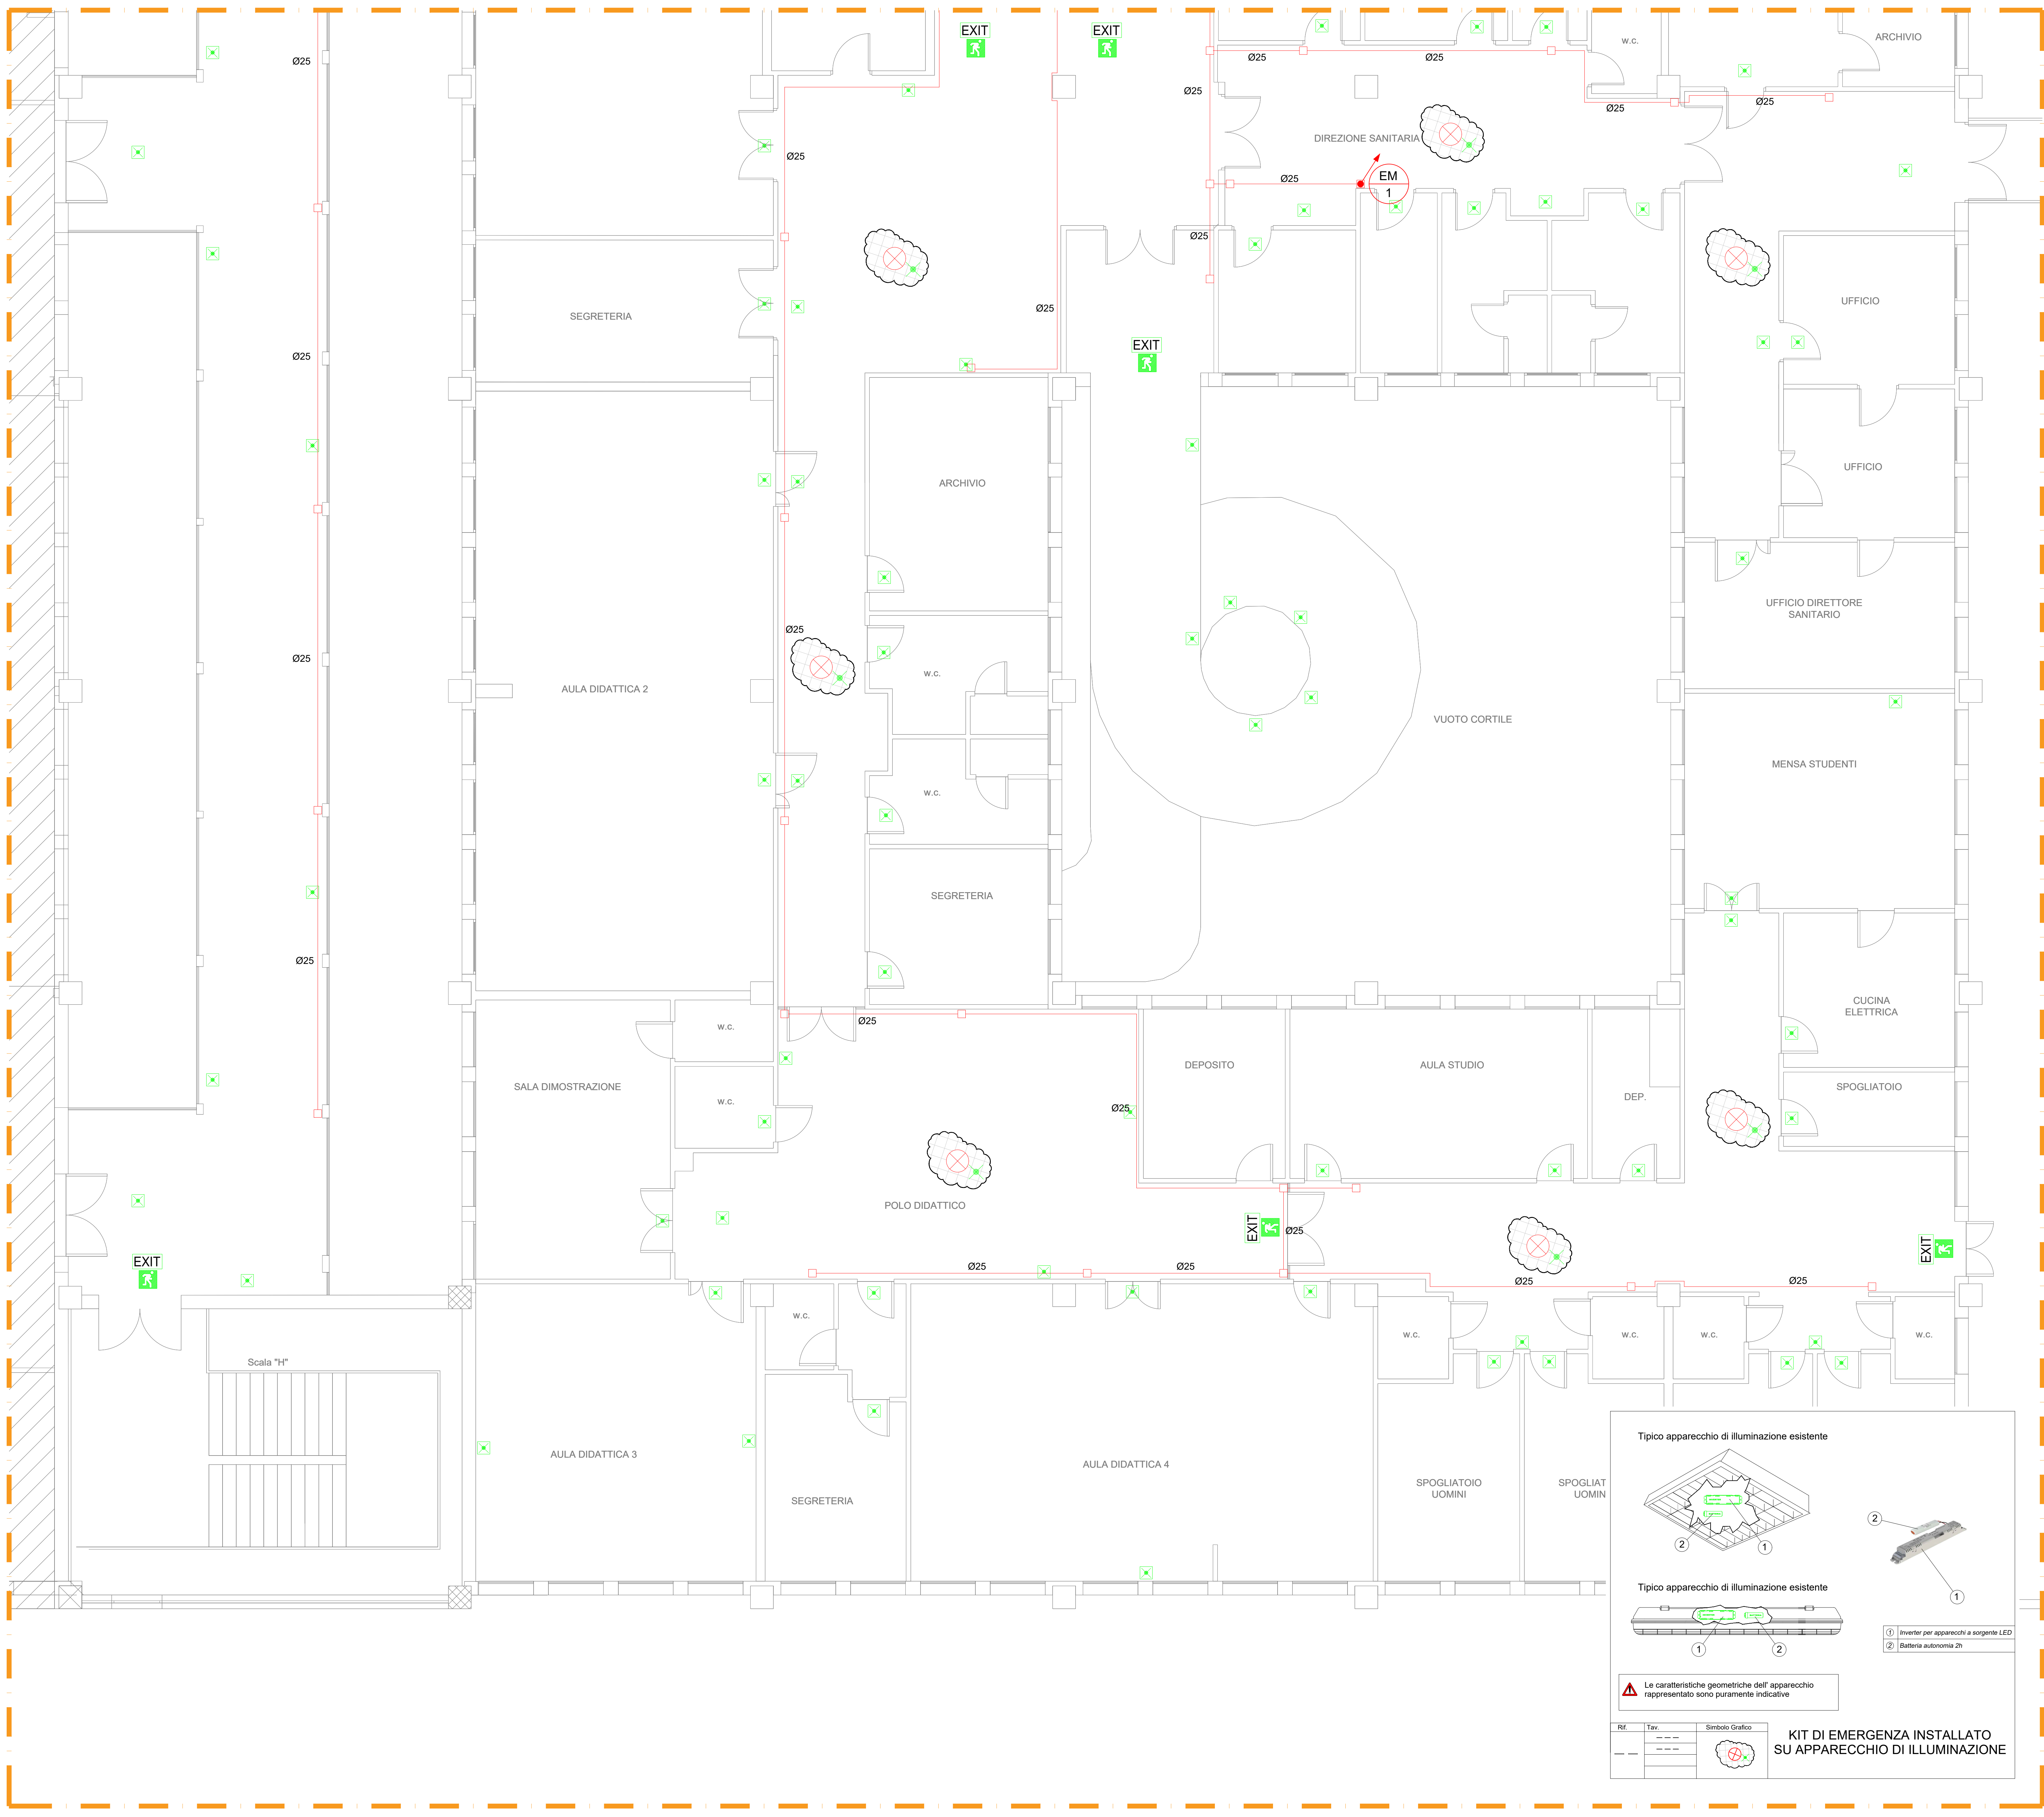 EXIT
EXIT
W.C.
ARCHIVIO
Ø25
Ø25
Ø25
Ø25
Ø25
Ø25
DIREZIONE SANITARIA
Ø25
Ø25
EM
1
Ø25
SEGRETERIA
Ø25
UFFICIO
EXIT
Ø25
ARCHIVIO
UFFICIO
UFFICIO DIRETTORE
SANITARIO
Ø25
Ø25
AULA DIDATTICA 2
W.C.
VUOTO CORTILE
MENSA STUDENTI
W.C.
SEGRETERIA
Ø25
CUCINA
ELETTRICA
W.C.
Ø25
DEPOSITO
AULA STUDIO
SALA DIMOSTRAZIONE
SPOGLIATOIO
DEP.
W.C.
Ø25
POLO DIDATTICO
EXIT
Ø25
EXIT
EXIT
Ø25
Ø25
Ø25
Ø25
W.C.
W.C.
W.C.
W.C.
W.C.
Scala "H"
AULA DIDATTICA 3
SEGRETERIA
AULA DIDATTICA 4
SPOGLIATOIO
UOMINI
SPOGLIAT
UOMIN
Tipico apparecchio di illuminazione esistente
2
2
1
1
Tipico apparecchio di illuminazione esistente
1
2
1 Inverter per apparecchi a sorgente LED
2 Batteria autonomia 2h
Le caratteristiche geometriche dell' apparecchio
rappresentato sono puramente indicative
Rif. Tav. Simbolo Grafico
KIT DI EMERGENZA INSTALLATO
SU APPARECCHIO DI ILLUMINAZIONE